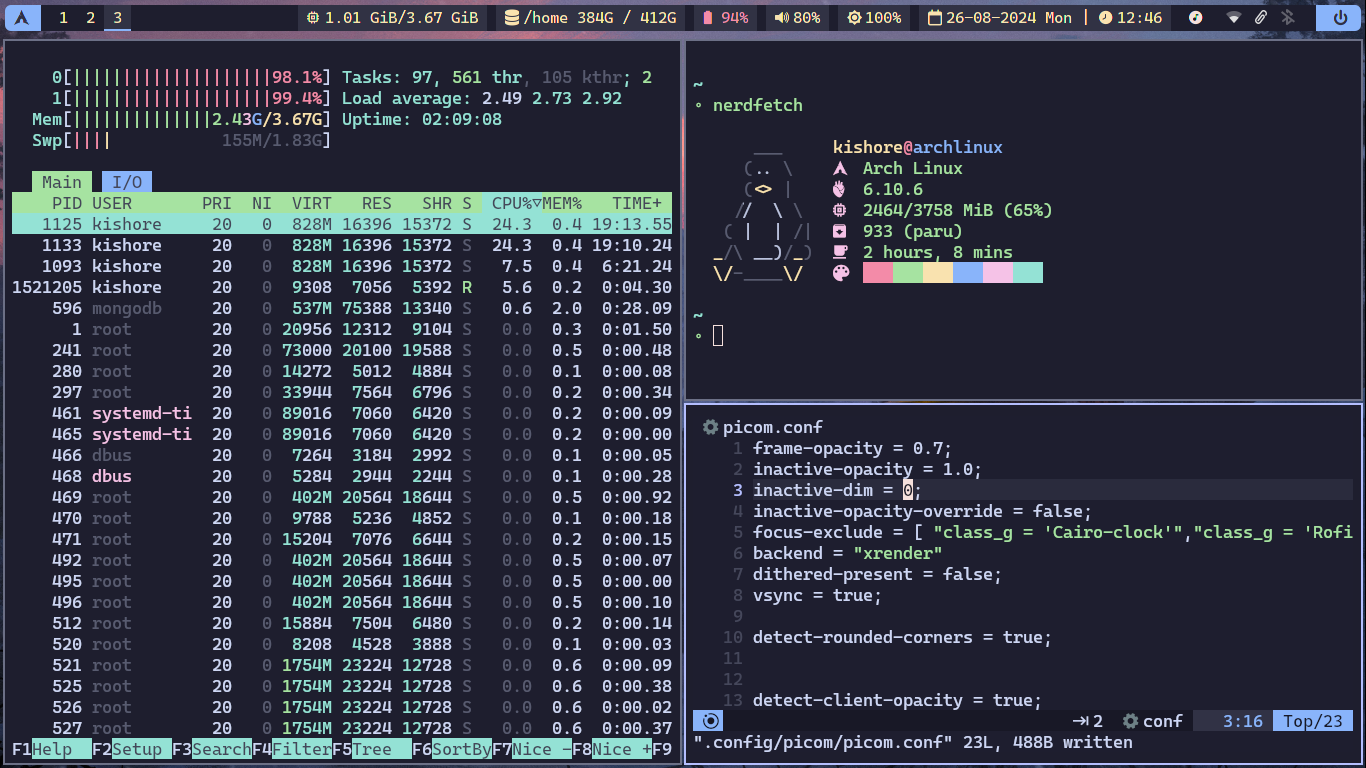 1 2 3 1.01 GiB/3.67 GiB /home 384G / 412G 94% 80% 100% 26-08-2024 Mon | 12:46
0[||||||||||||||||||||98.1%] Tasks: 97, 561 thr, 105 kthr; 2
1[||||||||||||||||||||99.4%] Load average: 2.49 2.73 2.92
Mem[||||||||||||||2.43G/3.67G] Uptime: 02:09:08
Swp[|||| 155M/1.83G]
Main I/O
PID USER PRI NI VIRT RES SHR S CPU%▽MEM% TIME+
1125 kishore 20 0 828M 16396 15372 S 24.3 0.4 19:13.55
1133 kishore 20 0 828M 16396 15372 S 24.3 0.4 19:10.24
1093 kishore 20 0 828M 16396 15372 S 7.5 0.4 6:21.24
1521205 kishore 20 0 9308 7056 5392 R 5.6 0.2 0:04.30
596 mongodb 20 0 537M 75388 13340 S 0.6 2.0 0:28.09
1 root 20 0 20956 12312 9104 S 0.0 0.3 0:01.50
241 root 20 0 73000 20100 19588 S 0.0 0.5 0:00.48
280 root 20 0 14272 5012 4884 S 0.0 0.1 0:00.08
297 root 20 0 33944 7564 6796 S 0.0 0.2 0:00.34
461 systemd-ti 20 0 89016 7060 6420 S 0.0 0.2 0:00.09
465 systemd-ti 20 0 89016 7060 6420 S 0.0 0.2 0:00.00
466 dbus 20 0 7264 3184 2992 S 0.0 0.1 0:00.05
468 dbus 20 0 5284 2944 2244 S 0.0 0.1 0:00.28
469 root 20 0 402M 20564 18644 S 0.0 0.5 0:00.92
470 root 20 0 9788 5236 4852 S 0.0 0.1 0:00.18
471 root 20 0 15204 7076 6644 S 0.0 0.2 0:00.15
492 root 20 0 402M 20564 18644 S 0.0 0.5 0:00.07
495 root 20 0 402M 20564 18644 S 0.0 0.5 0:00.00
496 root 20 0 402M 20564 18644 S 0.0 0.5 0:00.10
512 root 20 0 15884 7504 6480 S 0.0 0.2 0:00.14
520 root 20 0 8208 4528 3888 S 0.0 0.1 0:00.03
521 root 20 0 1754M 23224 12728 S 0.0 0.6 0:00.09
525 root 20 0 1754M 23224 12728 S 0.0 0.6 0:00.38
526 root 20 0 1754M 23224 12728 S 0.0 0.6 0:00.02
527 root 20 0 1754M 23224 12728 S 0.0 0.6 0:00.37
F1Help F2Setup F3SearchF4FilterF5Tree F6SortByF7Nice -F8Nice +F9
~
∘ nerdfetch
kishore@archlinux
Arch Linux
6.10.6
2464/3758 MiB (65%)
933 (paru)
2 hours, 8 mins
~
∘
picom.conf
1 frame-opacity = 0.7;
2 inactive-opacity = 1.0;
3 inactive-dim = 0;
4 inactive-opacity-override = false;
5 focus-exclude = [ "class_g = 'Cairo-clock'","class_g = 'Rofi
6 backend = "xrender"
7 dithered-present = false;
8 vsync = true;
9
10 detect-rounded-corners = true;
11
12
13 detect-client-opacity = true;
⇥2 conf 3:16 Top/23
".config/picom/picom.conf" 23L, 488B written